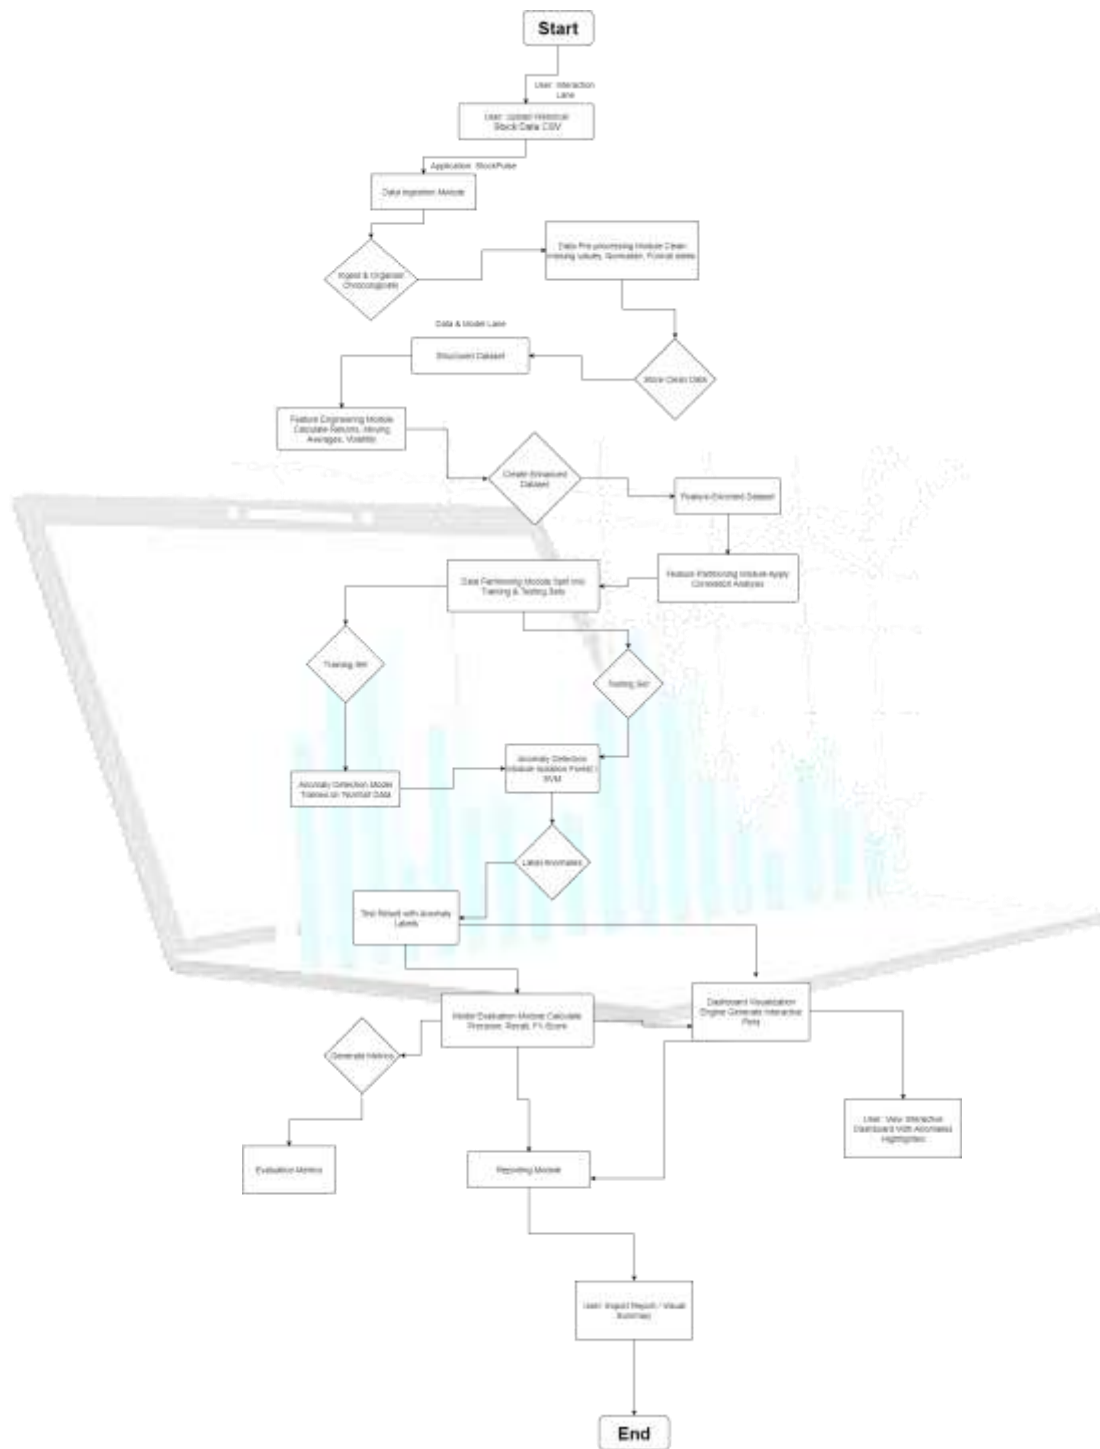 Start
User: Interaction
Lane
User: Upload Historical
Stock Data CSV
Application: StockPulse
Data Ingestion Module
Ingest & Organize
Chronologically
Data Pre-processing Module Clean
missing values, Normalize, Format dates
Data & Model Lane
Structured Dataset
Store Clean Data
Feature Engineering Module
Calculate Returns, Moving
Averages, Volatility
Create Enhanced
Dataset
Feature-Enriched Dataset
Feature Partitioning Module Apply
Correlation Analysis
Data Partitioning Module Split into
Training & Testing Sets
Training Set
Testing Set
Anomaly Detection
Module Isolation Forest /
SVM
Anomaly Detection Model
Trained on 'Normal' Data
Label Anomalies
Test Result with Anomaly
Labels
Model Evaluation Module Calculate
Precision, Recall, F1-Score
Dashboard Visualization
Engine Generate Interactive
Plots
Generate Metrics
User: View Interactive
Dashboard With Anomalies
Highlighted
Evaluation Metrics
Reporting Module
User: Report / Visual
Summary
End